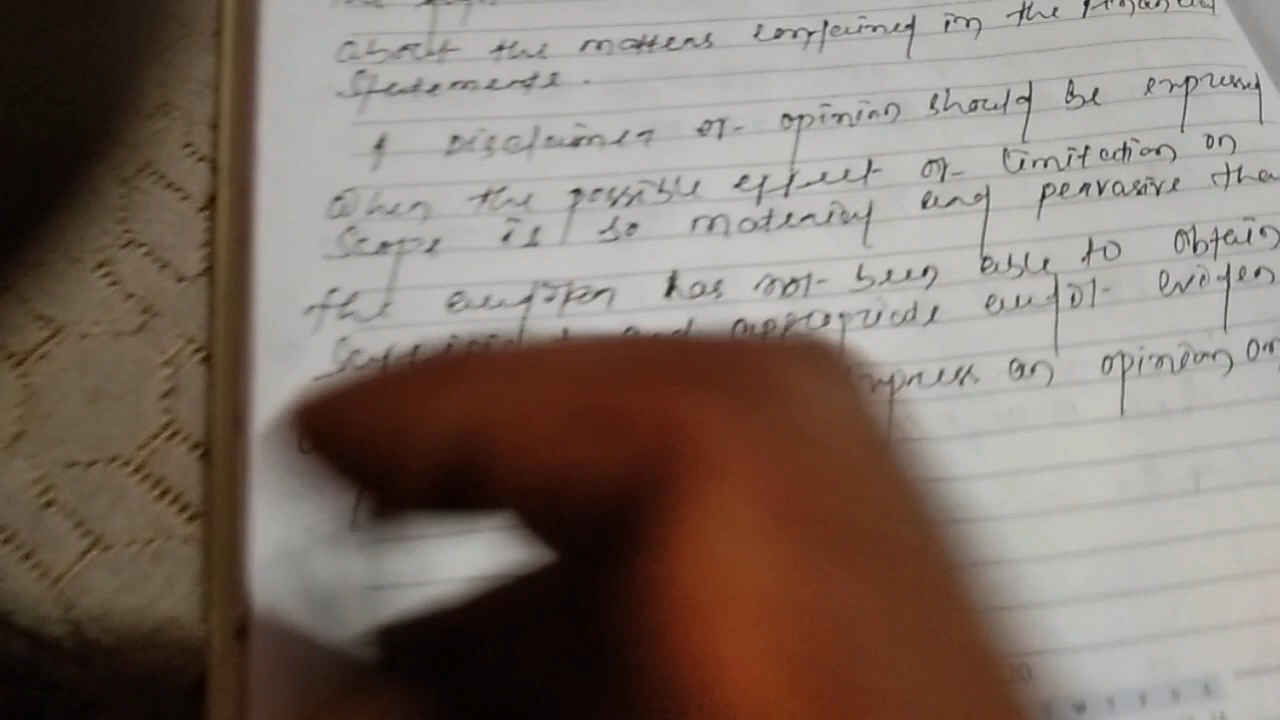 about the matters contained in the Financial
Statements.
A Disclaimer of opinion should be expressed
When the possible effect of limitation on
Scope is so material and pervasive that
the auditor has not been able to obtain
Sufficient and appropriate audit eviden
express an opinion on